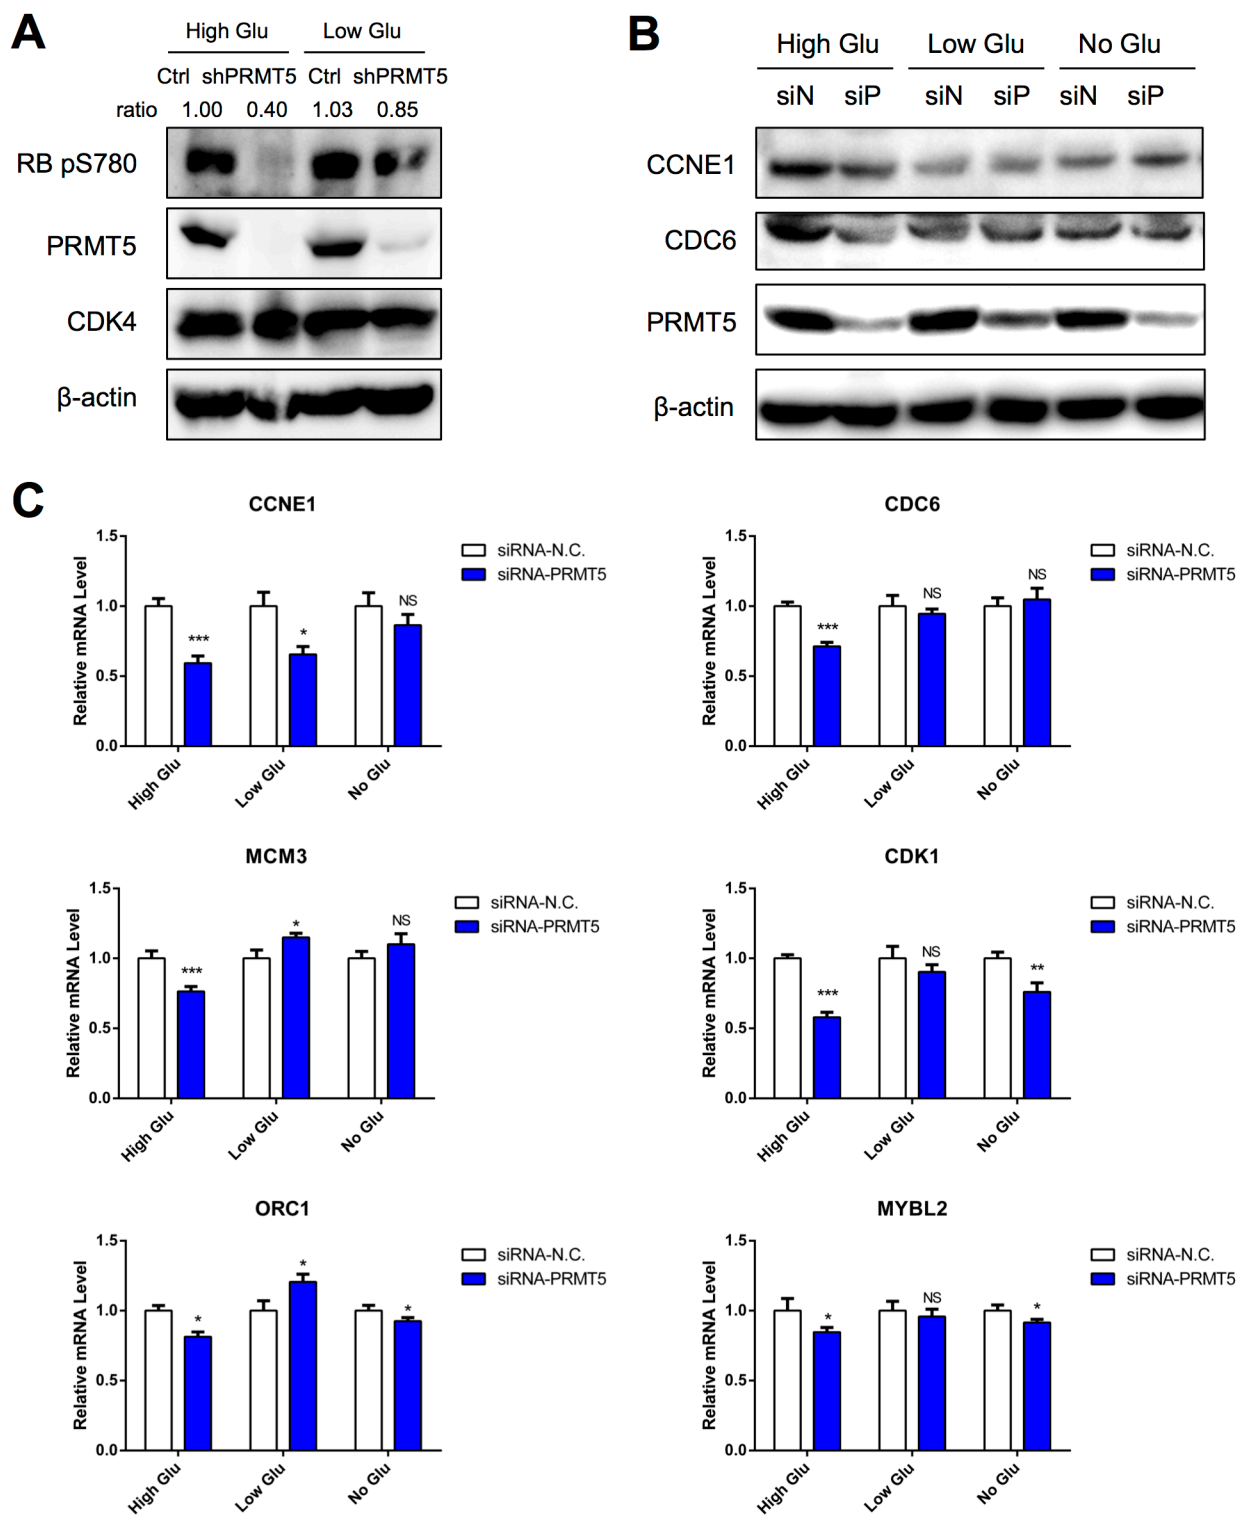 A
High Glu Low Glu
Ctrl shPRMT5 Ctrl shPRMT5
ratio 1.00 0.40 1.03 0.85
RB pS780
PRMT5
CDK4
β-actin
B
High Glu Low Glu No Glu
siN siP siN siP siN siP
CCNE1
CDC6
PRMT5
β-actin
C
CCNE1
Relative mRNA Level
1.5
1.0
0.5
0.0
*** * NS
High Glu Low Glu No Glu
siRNA-N.C.
siRNA-PRMT5
CDC6
Relative mRNA Level
1.5
1.0
0.5
0.0
*** NS NS
High Glu Low Glu No Glu
siRNA-N.C.
siRNA-PRMT5
MCM3
Relative mRNA Level
1.5
1.0
0.5
0.0
*** * NS
High Glu Low Glu No Glu
siRNA-N.C.
siRNA-PRMT5
CDK1
Relative mRNA Level
1.5
1.0
0.5
0.0
*** NS **
High Glu Low Glu No Glu
siRNA-N.C.
siRNA-PRMT5
ORC1
Relative mRNA Level
1.5
1.0
0.5
0.0
* * *
High Glu Low Glu No Glu
siRNA-N.C.
siRNA-PRMT5
MYBL2
Relative mRNA Level
1.5
1.0
0.5
0.0
* NS *
High Glu Low Glu No Glu
siRNA-N.C.
siRNA-PRMT5